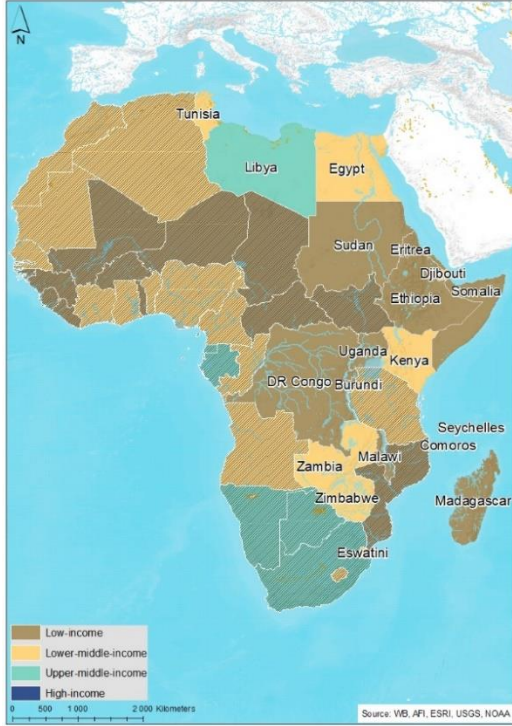 N
Tunisia
Libya
Egypt
Sudan
Eritrea
Djibouti
Somalia
Ethiopia
Uganda
Kenya
DR Congo
Burundi
Seychelles
Comoros
Malawi
Zambia
Zimbabwe
Madagascar
Eswatini
Low-income
Lower-middle-income
Upper-middle-income
High-income
0 500 1 000 2 000 Kilometers
Source: WB, AFI, ESRI, USGS, NOAA